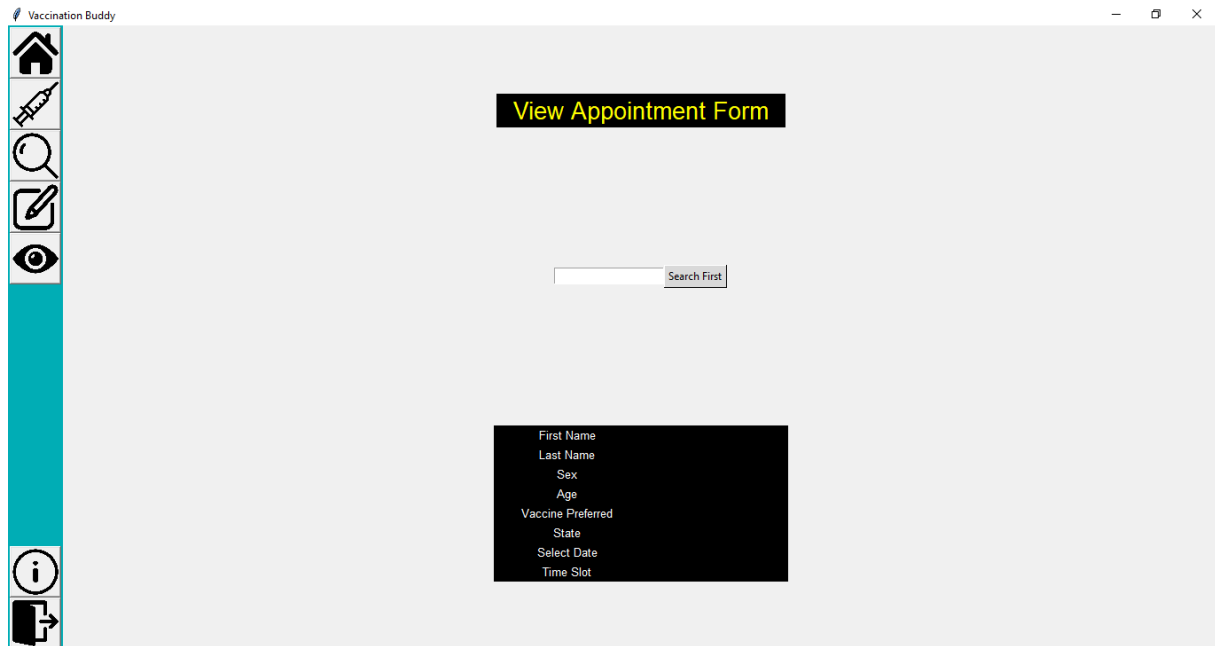 Vaccination Buddy
View Appointment Form
Search First
First Name
Last Name
Sex
Age
Vaccine Preferred
State
Select Date
Time Slot